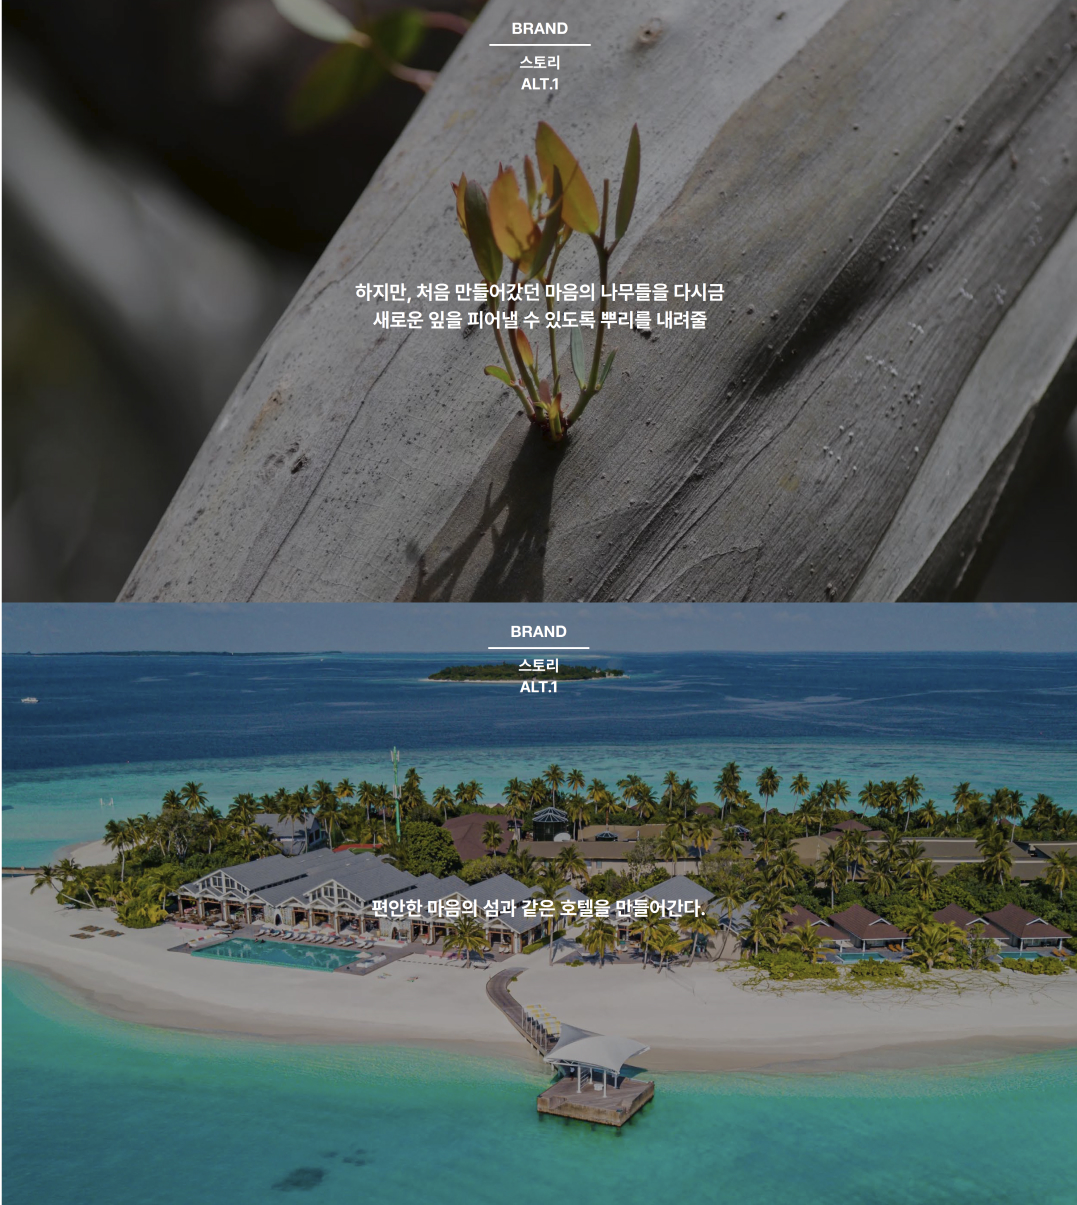 BRAND
스토리
ALT.1
하지만, 처음 만들어갔던 마음의 나무들을 다시금
새로운 잎을 피어낼 수 있도록 뿌리를 내려줄
BRAND
스토리
ALT.1
편안한 마음의 섬과 같은 호텔을 만들어간다.